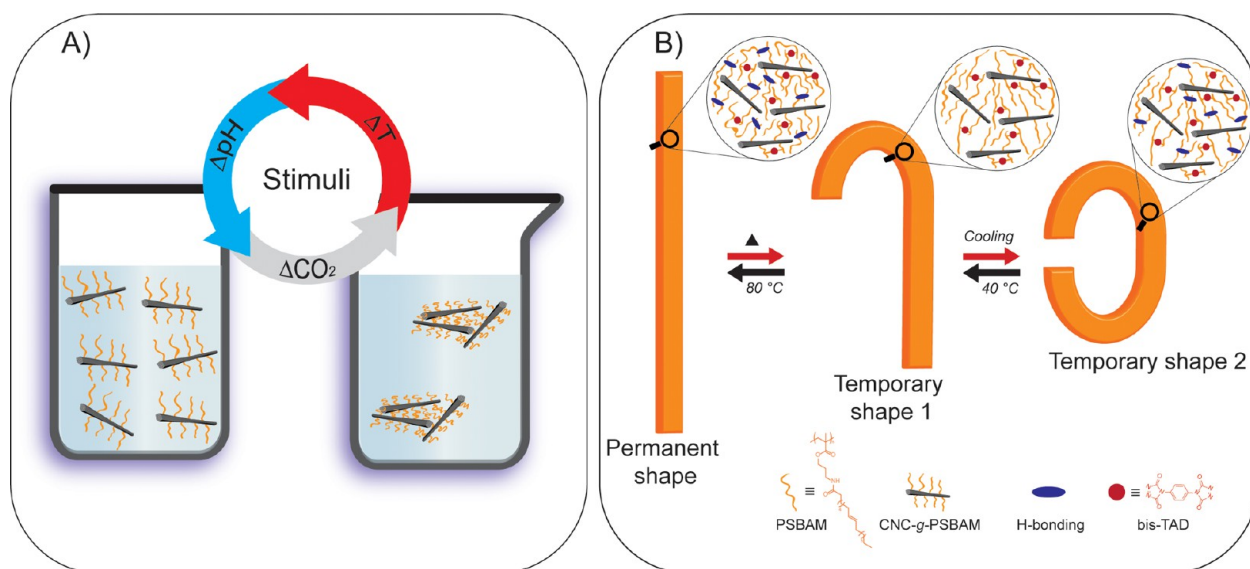 A)
ΔpH
ΔT
Stimuli
ΔCO₂
B)
▲
80 °C
Cooling
40 °C
Permanent
shape
Temporary
shape 1
Temporary shape 2
≡
O
O
NH
O
PSBAM
CNC-g-PSBAM
H-bonding
≡
bis-TAD